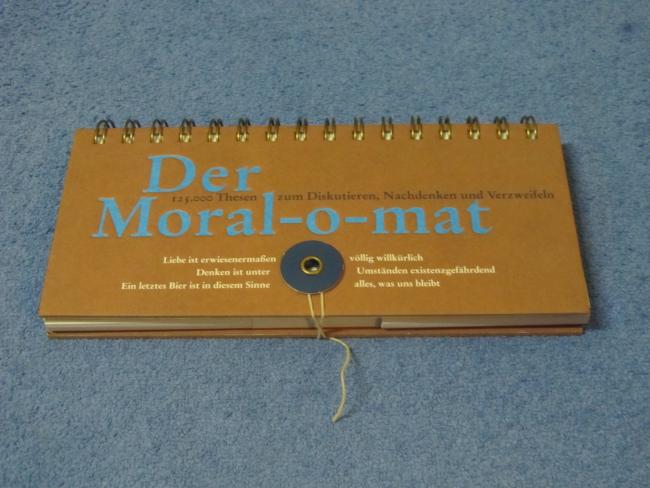 Der
125.000 Thesen zum Diskutieren, Nachdenken und Verzweifeln
Moral-o-mat
Liebe ist erwiesenermaßen völlig willkürlich
Denken ist unter Umständen existenzgefährdend
Ein letztes Bier ist in diesem Sinne alles, was uns bleibt